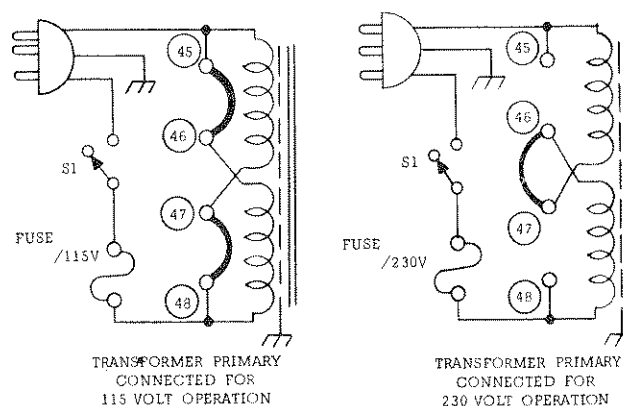 45
46
S1
47
FUSE
/115V
48
TRANSFORMER PRIMARY
CONNECTED FOR
115 VOLT OPERATION
45
46
S1
47
FUSE
/230V
48
TRANSFORMER PRIMARY
CONNECTED FOR
230 VOLT OPERATION